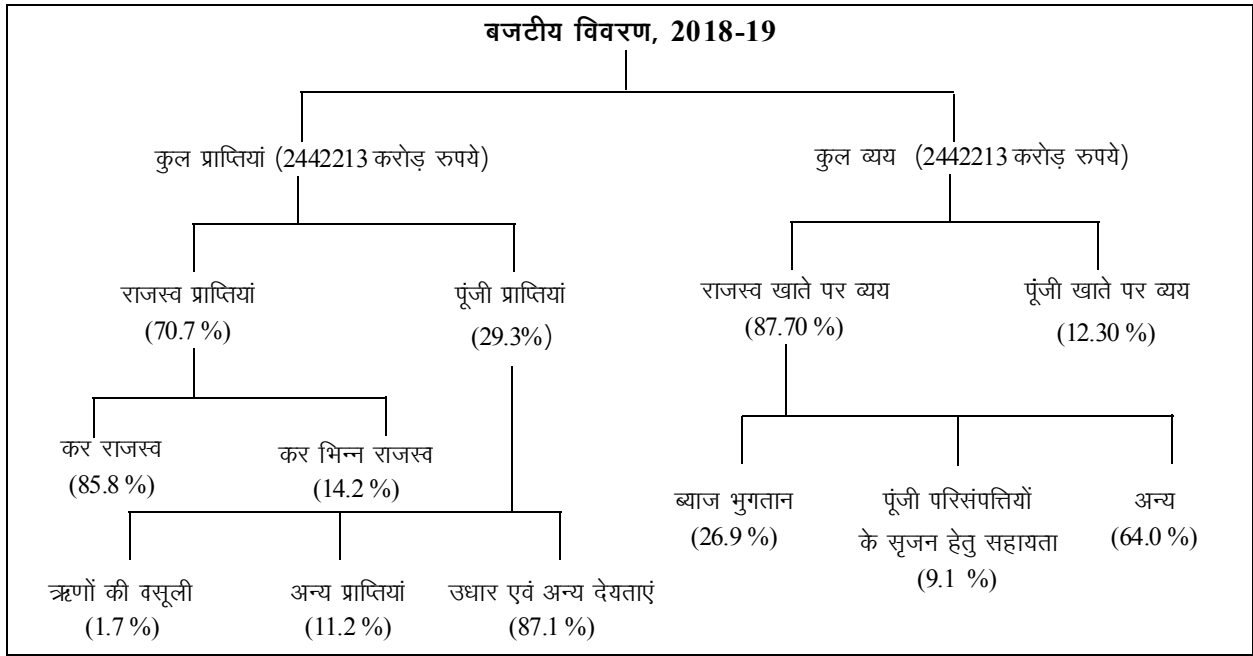 बजटीय विवरण, 2018-19
कुल प्राप्तियां (2442213 करोड़ रुपये)
कुल व्यय (2442213 करोड़ रुपये)
राजस्व प्राप्तियां
(70.7 %)
पूंजी प्राप्तियां
(29.3%)
राजस्व खाते पर व्यय
(87.70 %)
पूंजी खाते पर व्यय
(12.30 %)
कर राजस्व
(85.8 %)
कर भिन्न राजस्व
(14.2 %)
ब्याज भुगतान
(26.9 %)
पूंजी परिसंपत्तियों
के सृजन हेतु सहायता
(9.1 %)
अन्य
(64.0 %)
ऋणों की वसूली
(1.7 %)
अन्य प्राप्तियां
(11.2 %)
उधार एवं अन्य देयताएं
(87.1 %)